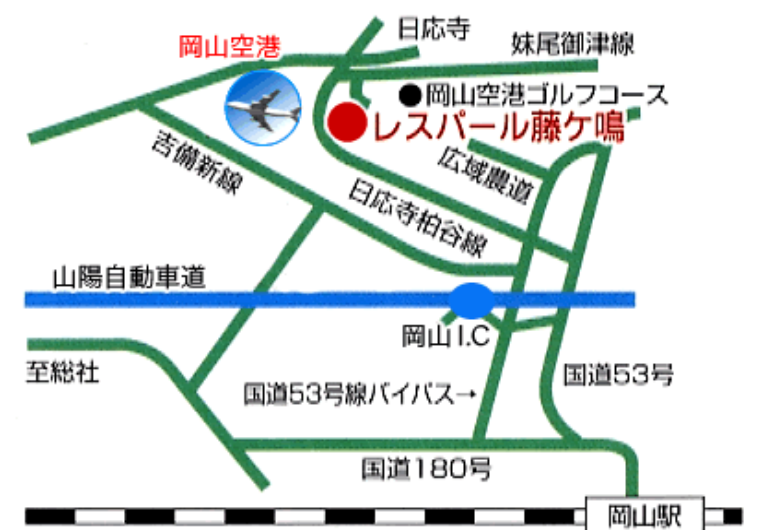 日応寺
岡山空港
妹尾御津線
●岡山空港ゴルフコース
レスパール藤ケ鳴
吉備新線
広域農道
日応寺柏谷線
山陽自動車道
岡山I.C
至総社
国道53号線バイパス→
国道53号
国道180号
岡山駅